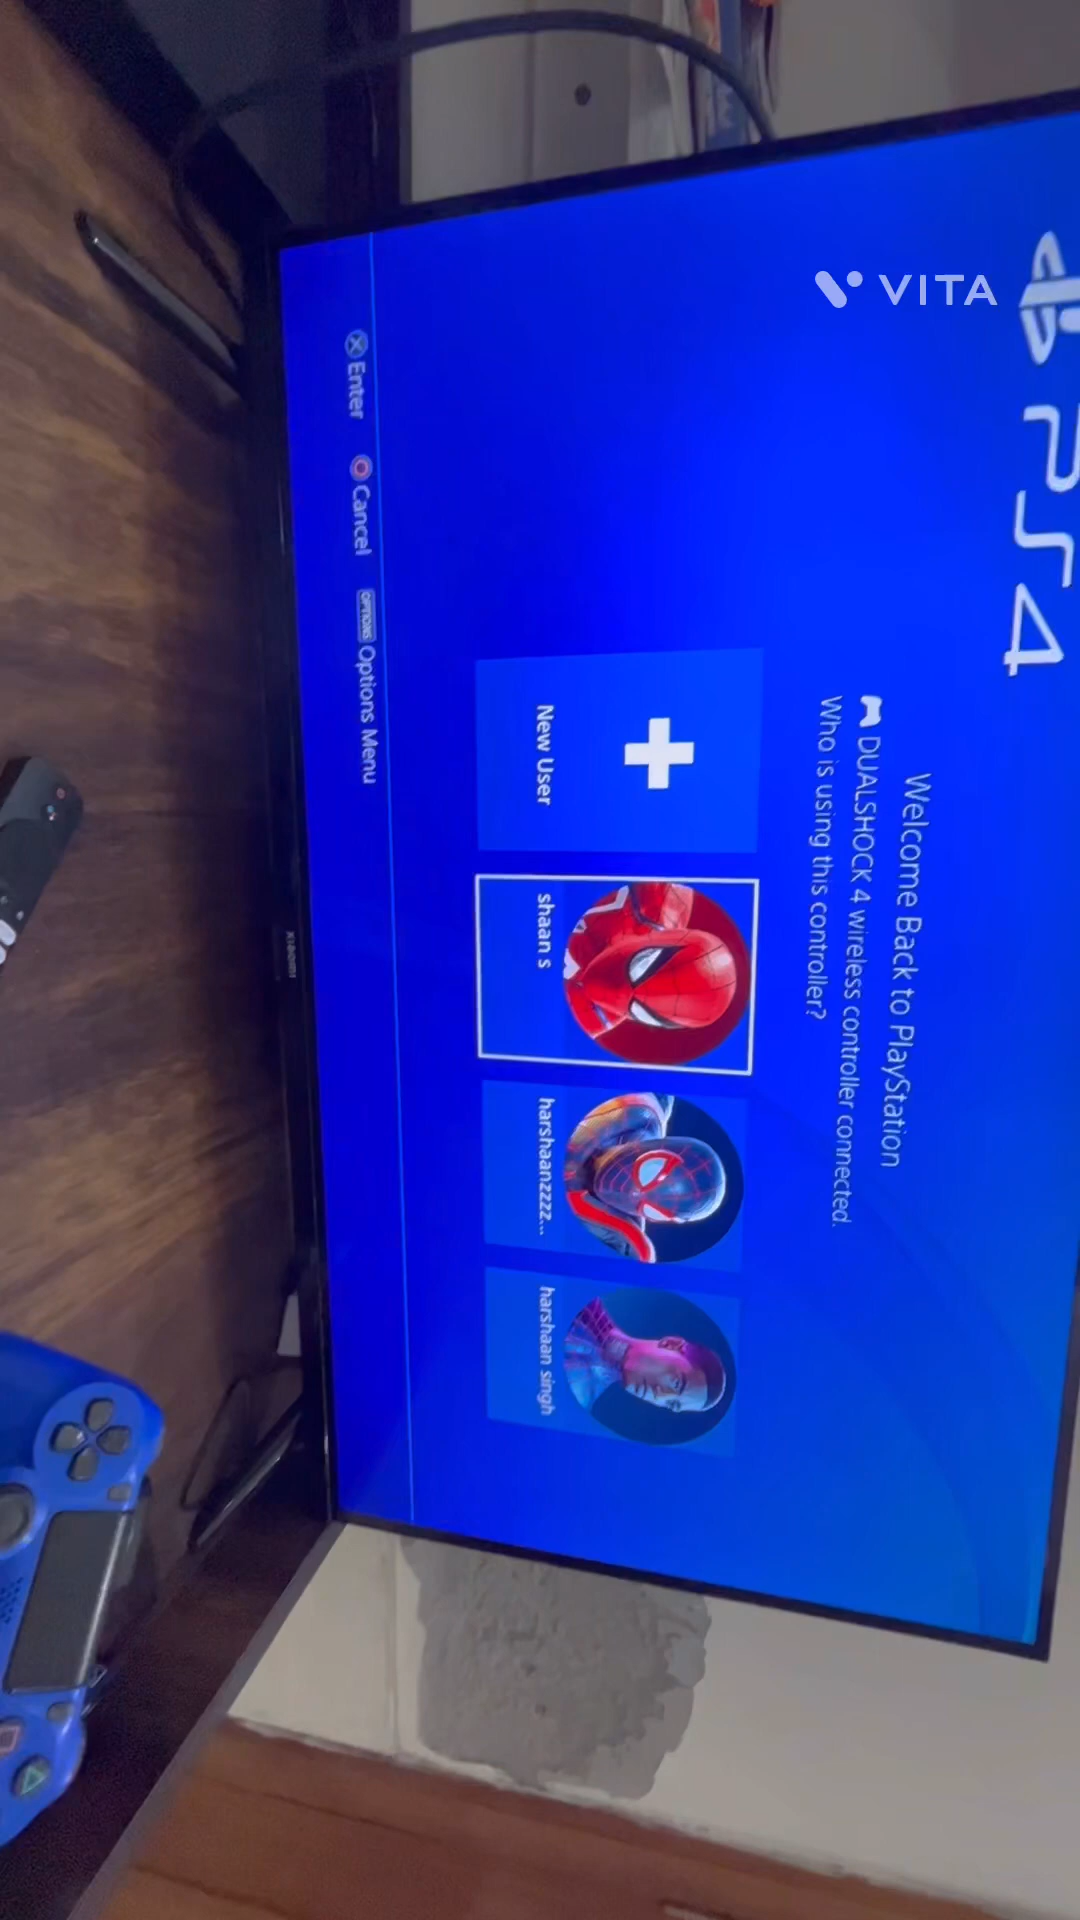 VITA
PS4
Welcome Back to PlayStation
DUALSHOCK 4 wireless controller connected.
Who is using this controller?
New User
shaan s
harshaanzzzz...
harshaan singh
Enter
Cancel
OPTIONS Options Menu
xiaomi